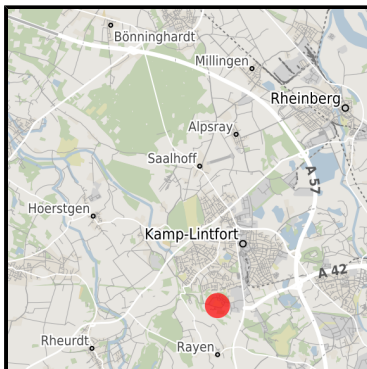 Bönninghardt
Millingen
Rheinberg
Alpsray
Saalhoff
A 57
Hoerstgen
Kamp-Lintfort
A 42
Rheurdt
Rayen